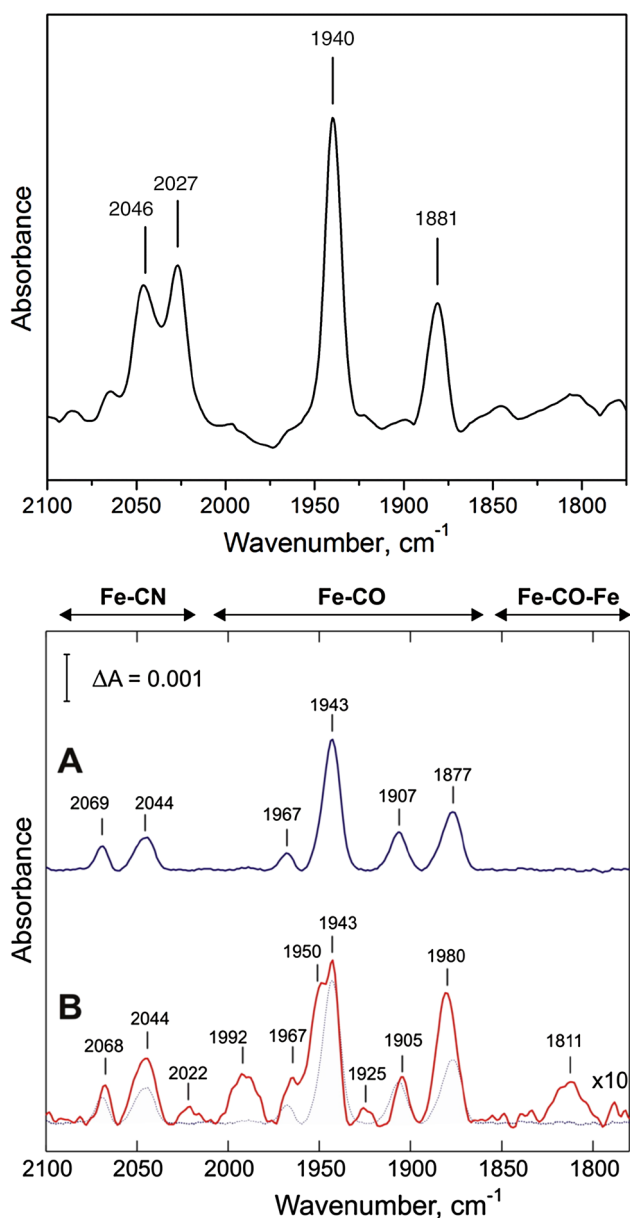 1940
2027
2046
1881
Absorbance
2100 2050 2000 1950 1900 1850 1800
Wavenumber, cm-1
Fe-CN Fe-CO Fe-CO-Fe
ΔA = 0.001
A
1943
2069 2044 1967 1907 1877
Absorbance
B
1943
1950 1980
2044 1992 1967 1905 1811
2068 2022 1925 x10
2100 2050 2000 1950 1900 1850 1800
Wavenumber, cm-1